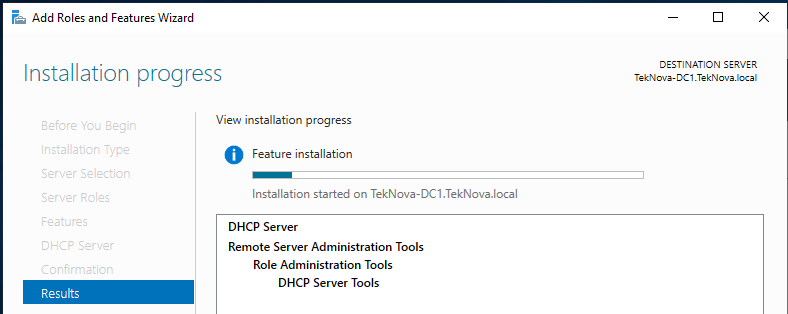 Add Roles and Features Wizard
Installation progress
DESTINATION SERVER
TekNova-DC1.TekNova.local
Before You Begin
Installation Type
Server Selection
Server Roles
Features
DHCP Server
Confirmation
Results
View installation progress
Feature installation
Installation started on TekNova-DC1.TekNova.local
DHCP Server
Remote Server Administration Tools
Role Administration Tools
DHCP Server Tools